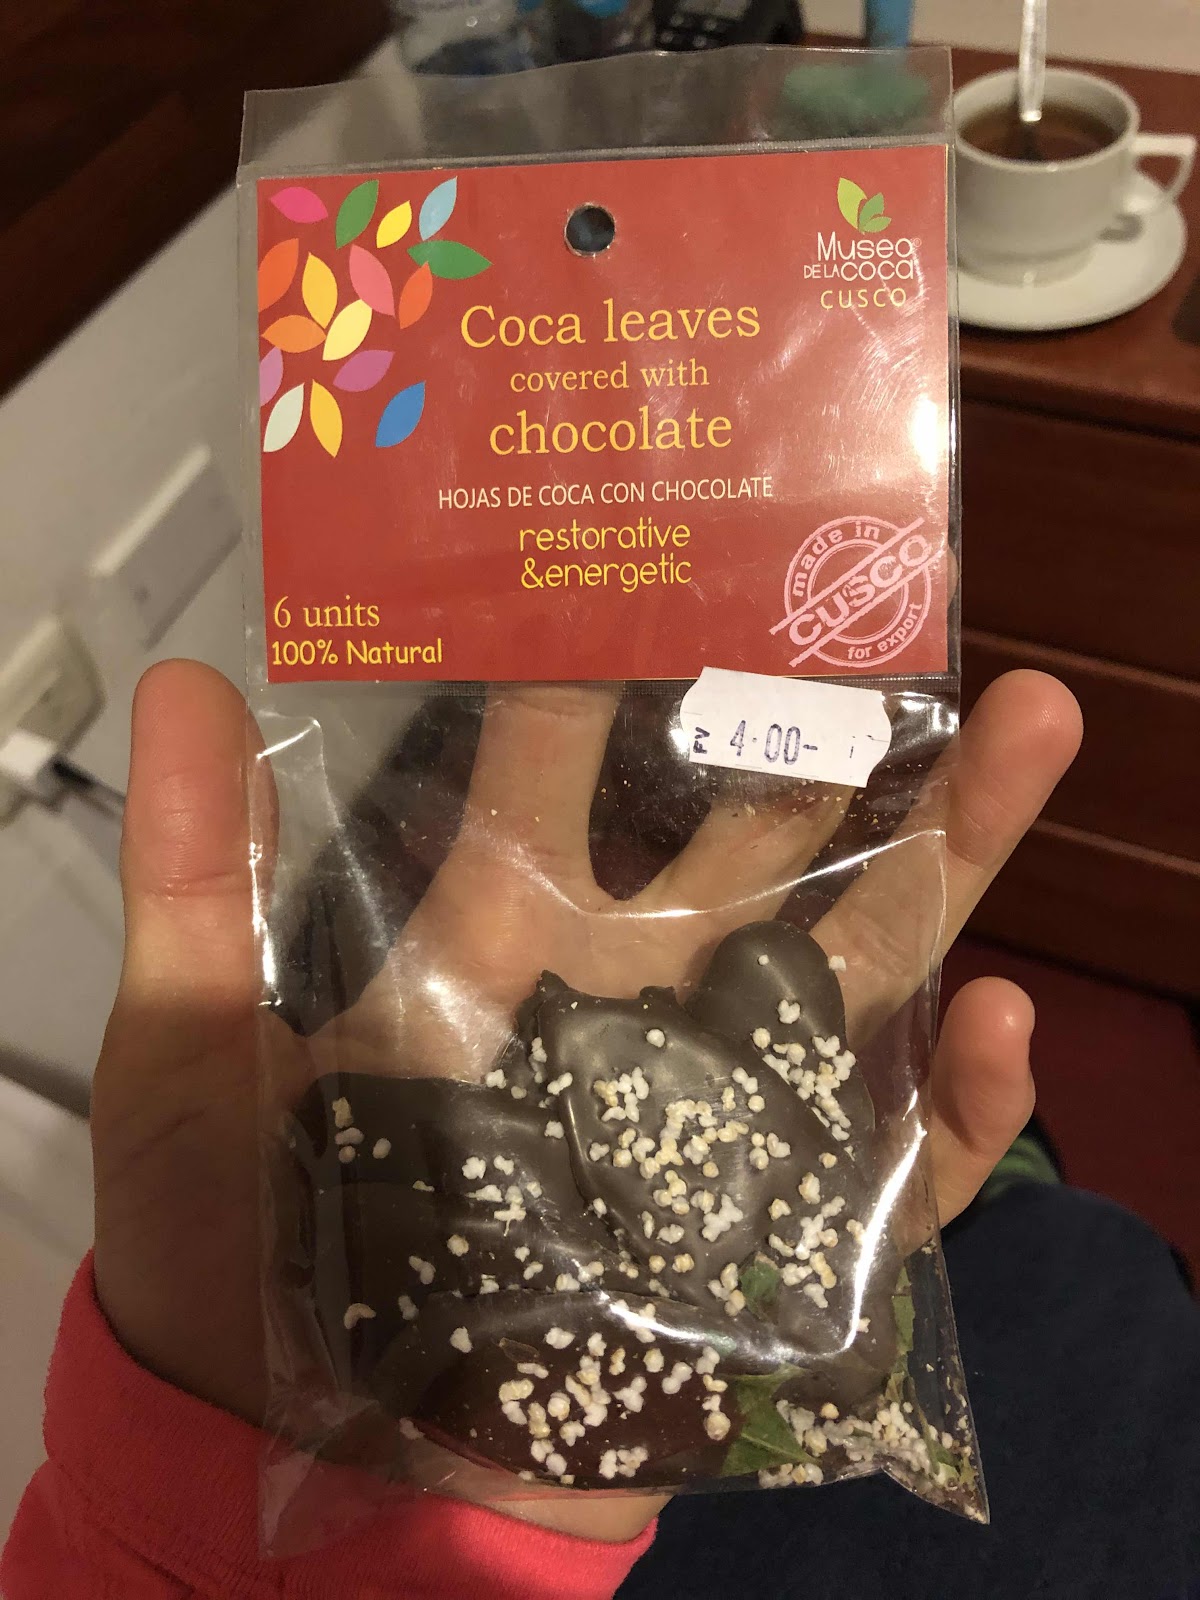 Museo®
DE LA COCA
CUSCO
Coca leaves
covered with
chocolate
HOJAS DE COCA CON CHOCOLATE
restorative
&energetic
6 units
100% Natural
made in
CUSCO
for export
PV 4·00-